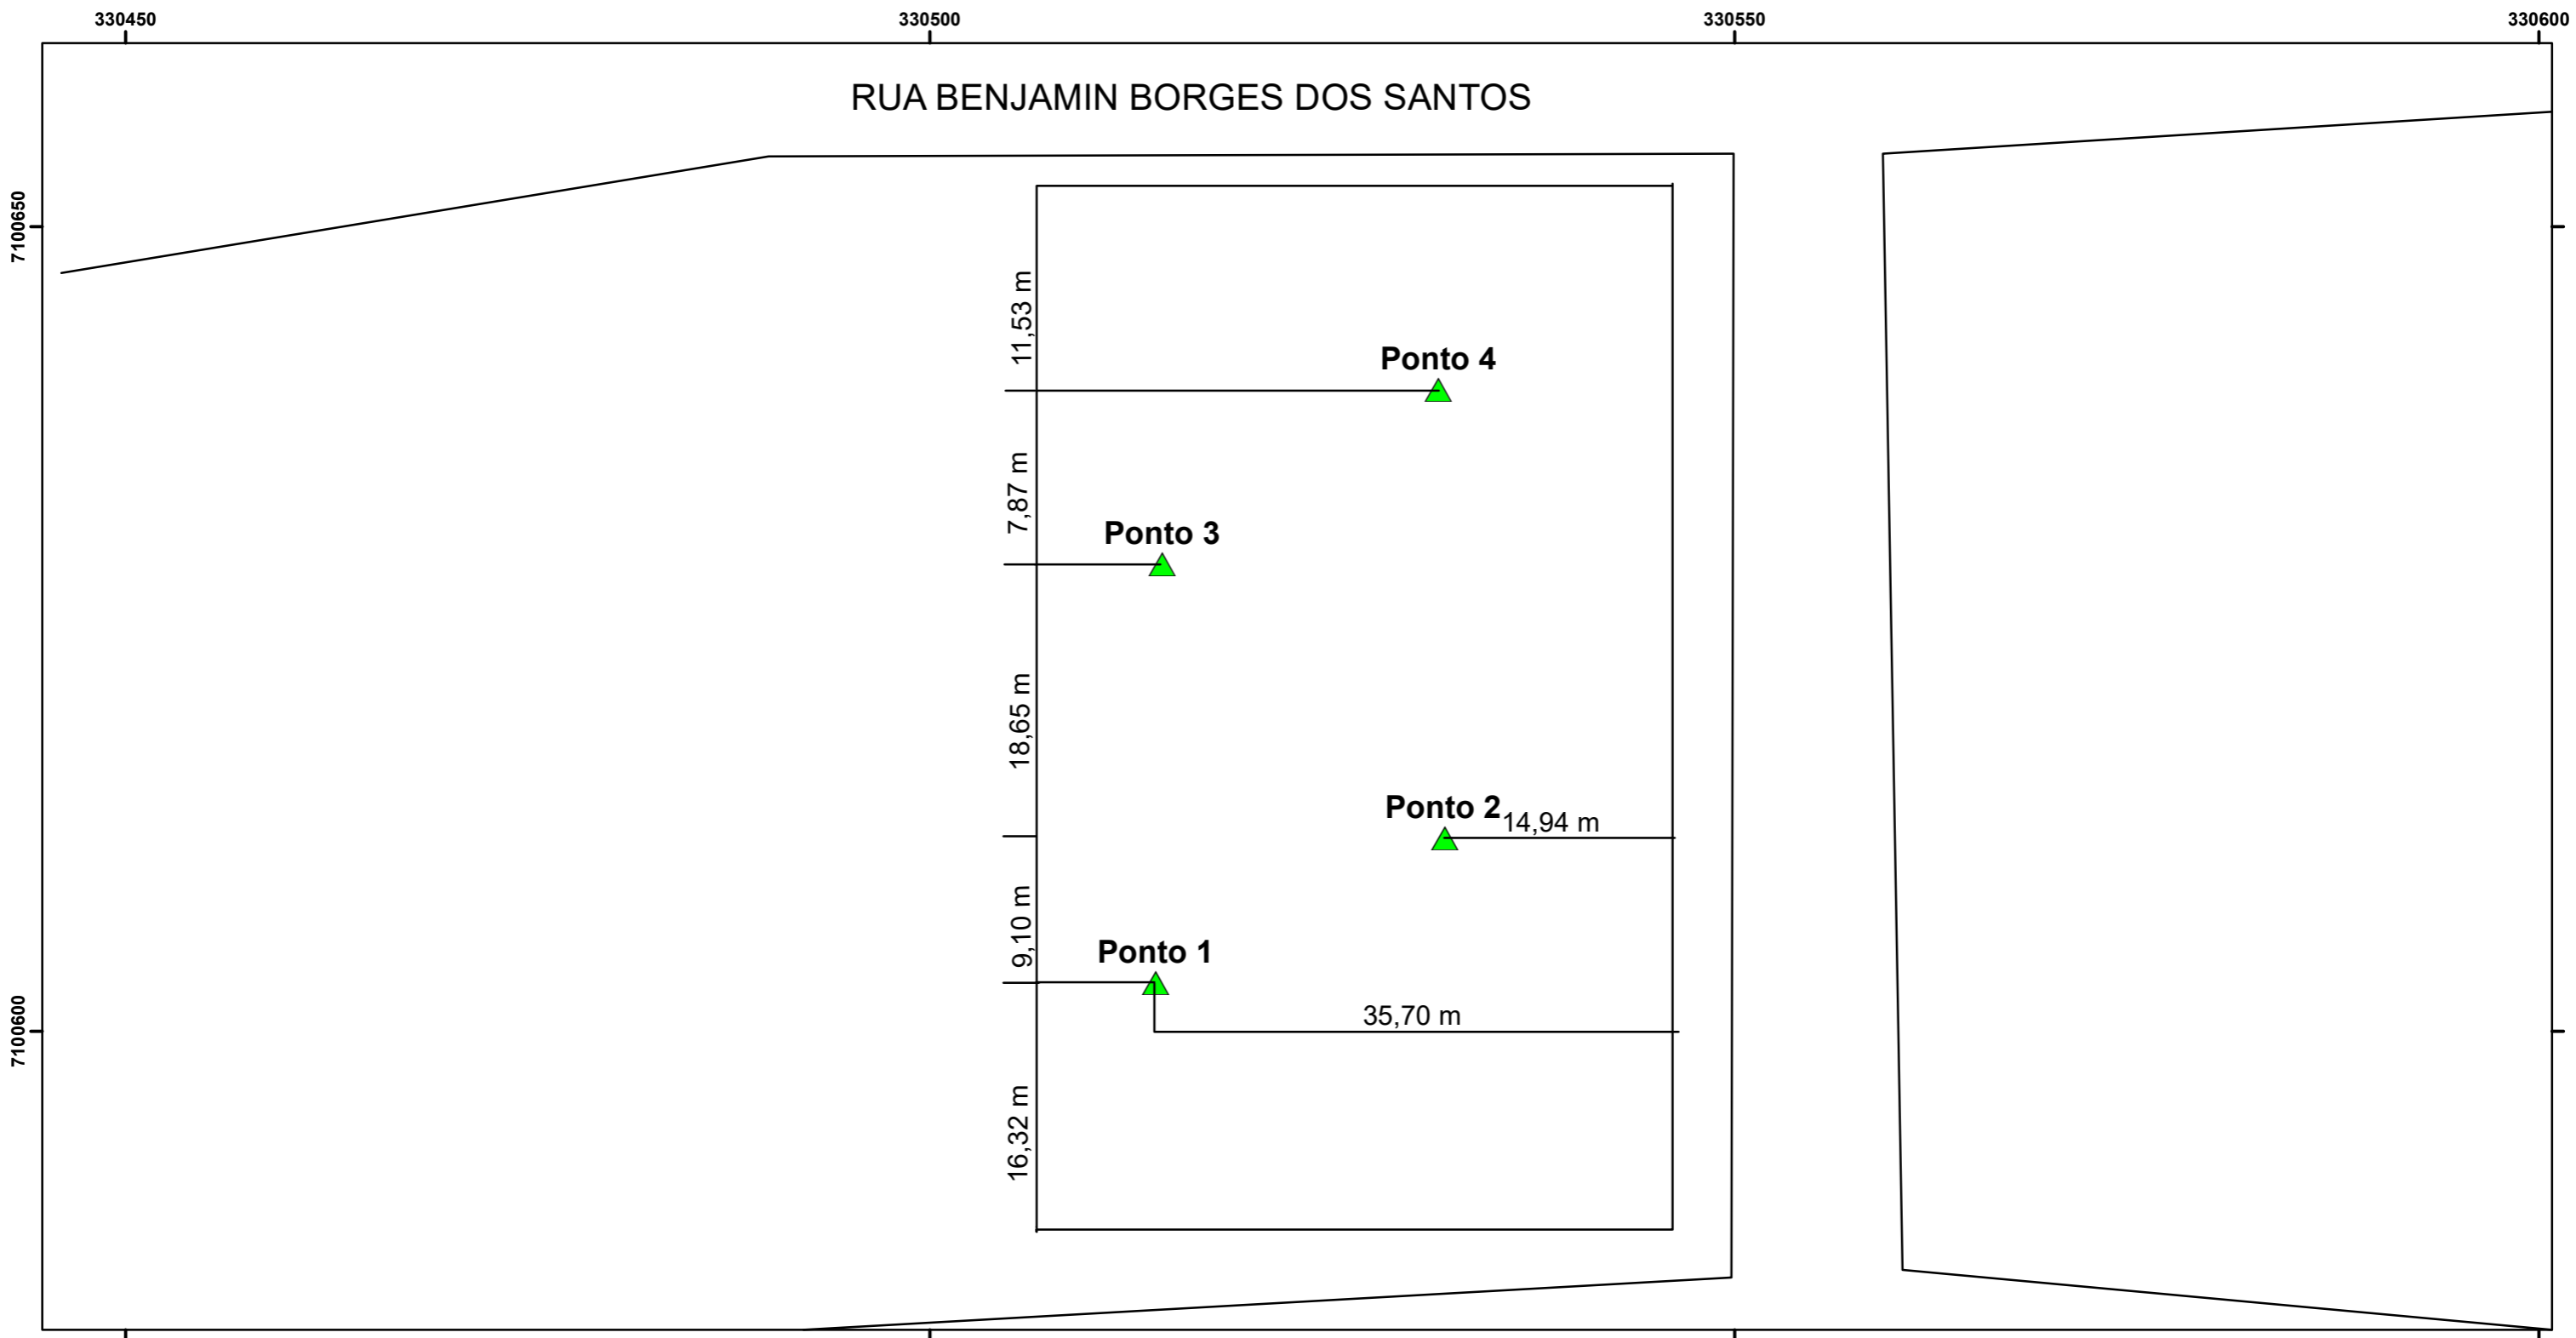 330450 330500 330550 330600
RUA BENJAMIN BORGES DOS SANTOS
7100650
11,53 m
Ponto 4
7,87 m
Ponto 3
18,65 m
Ponto 2
14,94 m
9,10 m
Ponto 1
35,70 m
7100600
16,32 m